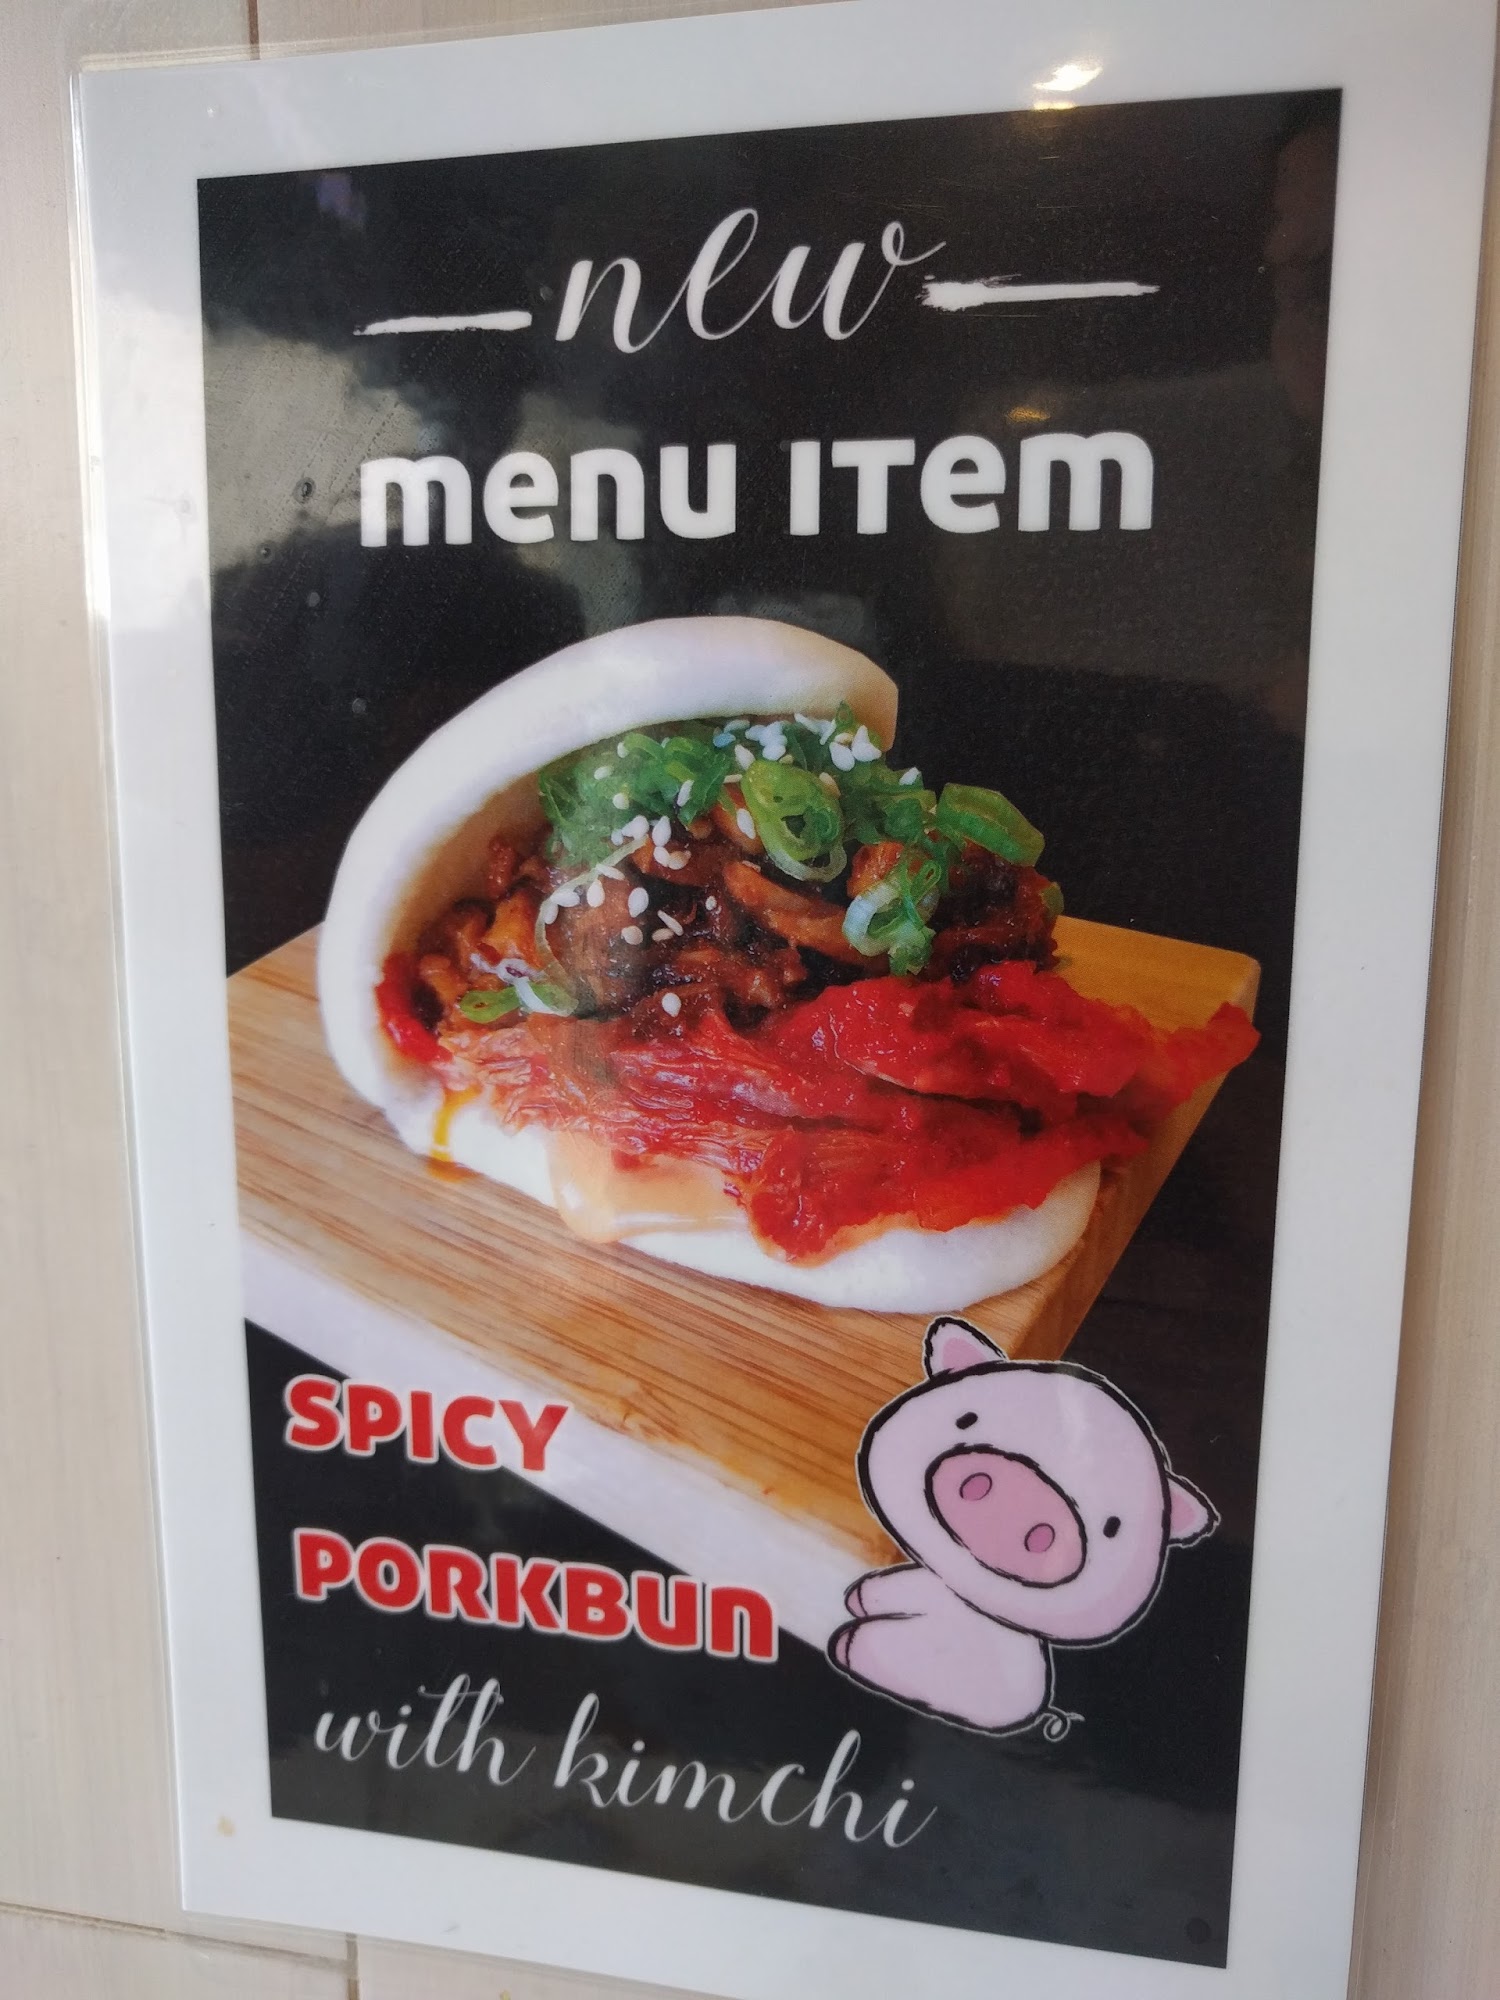 new
menu item
SPICY
PORKBUN
with kimchi